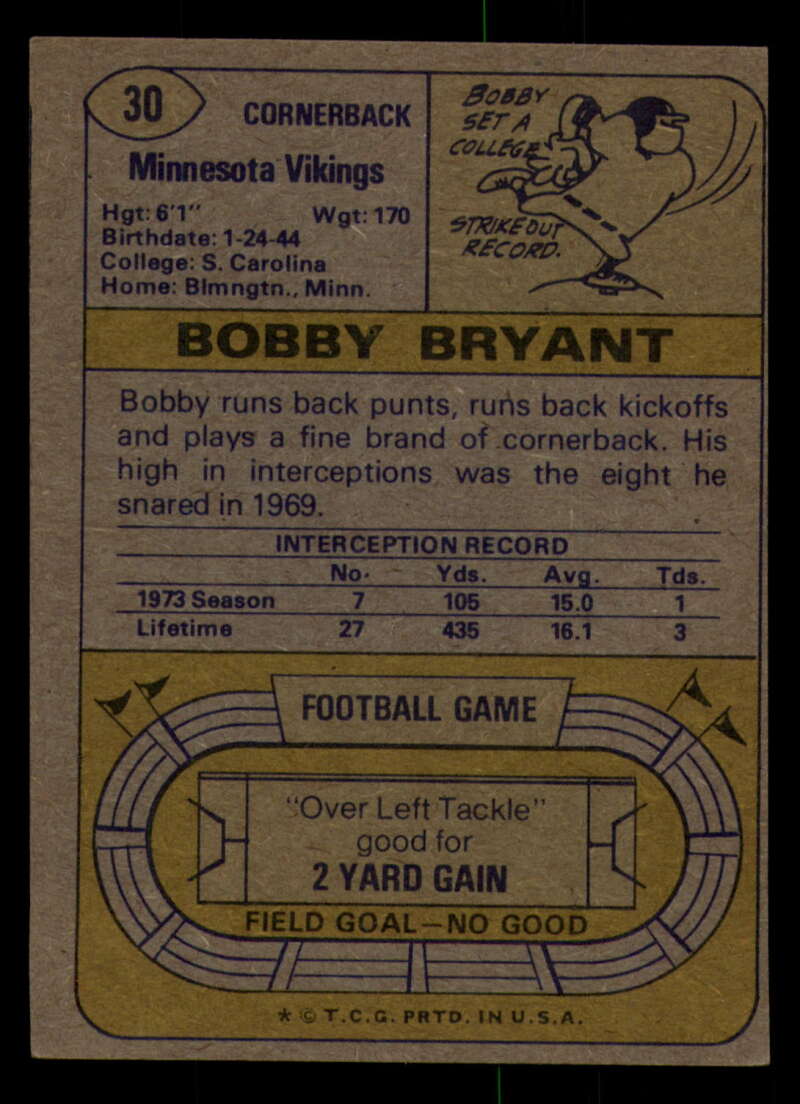 30
CORNERBACK
Minnesota Vikings
Hgt: 6'1" Wgt: 170
Birthdate: 1-24-44
College: S. Carolina
Home: Blmngtn., Minn.
BOBBY
SET A
COLLEGE
STRIKEOUT
RECORD.
BOBBY BRYANT
Bobby runs back punts, runs back kickoffs
and plays a fine brand of cornerback. His
high in interceptions was the eight he
snared in 1969.
INTERCEPTION RECORD
No. Yds. Avg. Tds.
1973 Season 7 105 15.0 1
Lifetime 27 435 16.1 3
FOOTBALL GAME
"Over Left Tackle"
good for
2 YARD GAIN
FIELD GOAL—NO GOOD
* © T.C.G. PRTD. IN U.S.A.